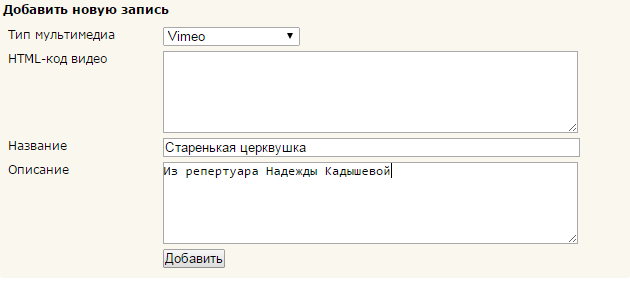 Добавить новую запись
Тип мультимедиа Vimeo
HTML-код видео
Название Старенькая церквушка
Описание Из репертуара Надежды Кадышевой
Добавить